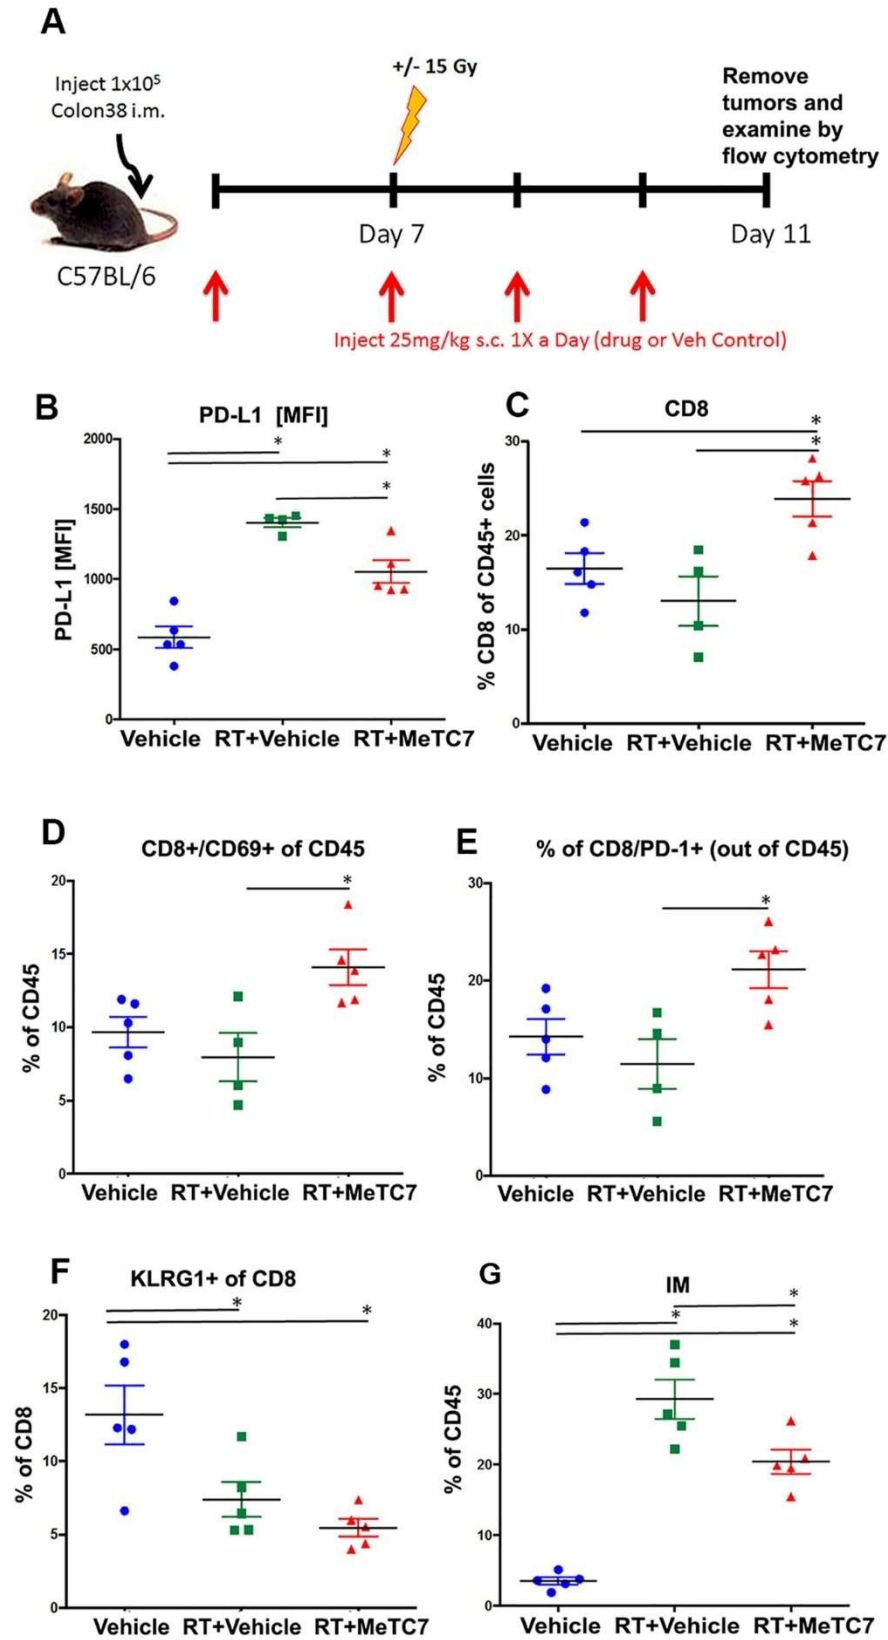 A
Inject 1x10⁵
Colon38 i.m.
+/- 15 Gy
Remove
tumors and
examine by
flow cytometry
C57BL/6
Day 7
Day 11
Inject 25mg/kg s.c. 1X a Day (drug or Veh Control)
B
PD-L1 [MFI]
*
*
*
PD-L1 [MFI]
2000
1500
1000
500
0
Vehicle RT+Vehicle RT+MeTC7
C
CD8
*
*
% CD8 of CD45+ cells
30
20
10
0
Vehicle RT+Vehicle RT+MeTC7
D
CD8+/CD69+ of CD45
*
% of CD45
20
15
10
5
0
Vehicle RT+Vehicle RT+MeTC7
E
% of CD8/PD-1+ (out of CD45)
*
% of CD45
30
20
10
0
Vehicle RT+Vehicle RT+MeTC7
F
KLRG1+ of CD8
*
*
% of CD8
20
15
10
5
0
Vehicle RT+Vehicle RT+MeTC7
G
IM
*
*
*
% of CD45
40
30
20
10
0
Vehicle RT+Vehicle RT+MeTC7